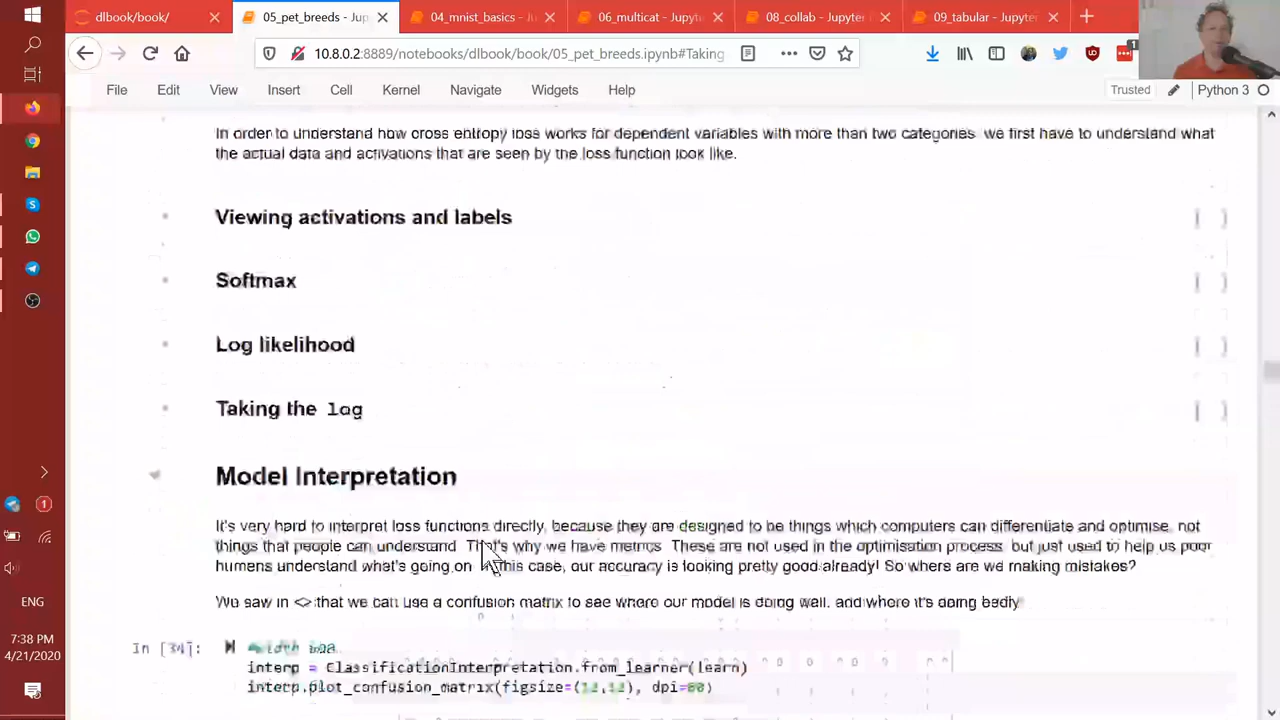 dlbook/book/
05_pet_breeds - Jup
04_mnist_basics - Jup
06_multicat - Jupyte
08_collab - Jupyter
09_tabular - Jupyter
10.8.0.2:8889/notebooks/dlbook/book/05_pet_breeds.ipynb#Taking
File Edit View Insert Cell Kernel Navigate Widgets Help
Trusted
Python 3
In order to understand how cross entropy loss works for dependent variables with more than two categories we first have to understand what
the actual data and activations that are seen by the loss function look like.
Viewing activations and labels
[ ]
Softmax
[ ]
Log likelihood
[ ]
Taking the log
[ ]
Model Interpretation
It's very hard to interpret loss functions directly, because they are designed to be things which computers can differentiate and optimise, not
things that people can understand. That's why we have metrics. These are not used in the optimisation process, but just used to help us poor
humans understand what's going on. this case, our accuracy is looking pretty good already! So where are we making mistakes?
We saw in <> that we can use a confusion matrix to see where our model is doing well, and where it's doing badly
In [34]:
interp = ClassificationInterpretation.from_learner(learn)
interp.plot_confusion_matrix(figsize=(12,12), dpi=60)
1
1
ENG
7:38 PM
4/21/2020